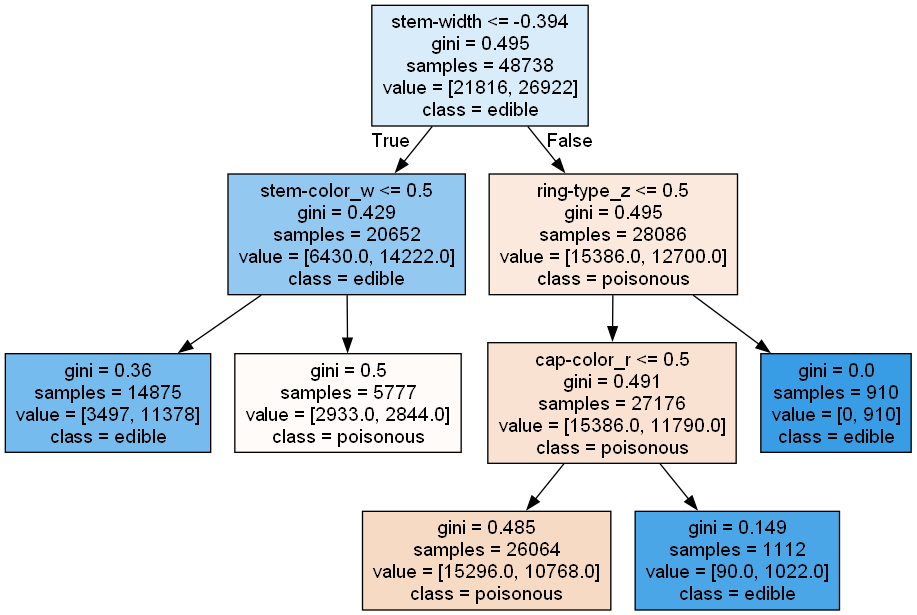 stem-width <= -0.394
gini = 0.495
samples = 48738
value = [21816, 26922]
class = edible
True
False
stem-color_w <= 0.5
gini = 0.429
samples = 20652
value = [6430.0, 14222.0]
class = edible
ring-type_z <= 0.5
gini = 0.495
samples = 28086
value = [15386.0, 12700.0]
class = poisonous
gini = 0.36
samples = 14875
value = [3497, 11378]
class = edible
gini = 0.5
samples = 5777
value = [2933.0, 2844.0]
class = poisonous
cap-color_r <= 0.5
gini = 0.491
samples = 27176
value = [15386.0, 11790.0]
class = poisonous
gini = 0.0
samples = 910
value = [0, 910]
class = edible
gini = 0.485
samples = 26064
value = [15296.0, 10768.0]
class = poisonous
gini = 0.149
samples = 1112
value = [90.0, 1022.0]
class = edible